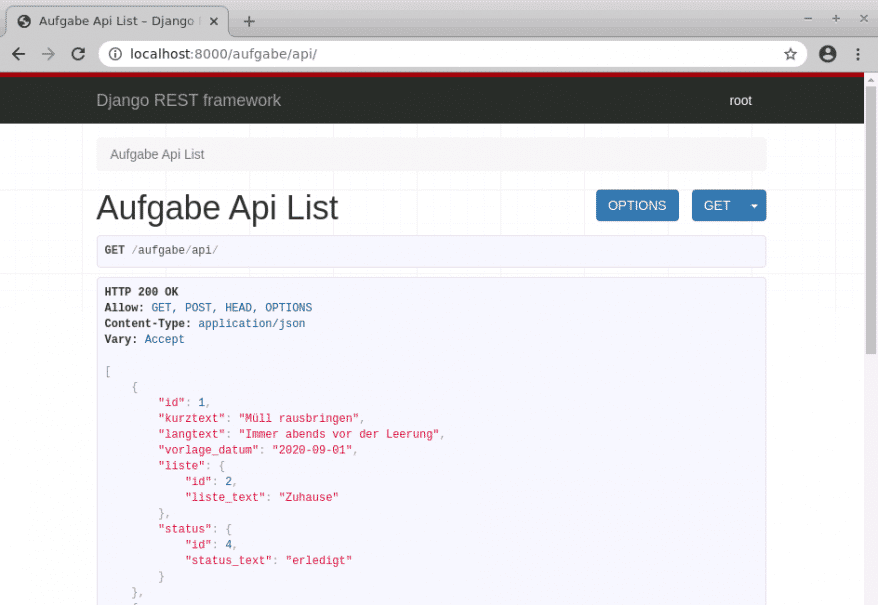 Aufgabe Api List – Django
localhost:8000/aufgabe/api/
Django REST framework
root
Aufgabe Api List
Aufgabe Api List
OPTIONS
GET
GET /aufgabe/api/
HTTP 200 OK
Allow: GET, POST, HEAD, OPTIONS
Content-Type: application/json
Vary: Accept
[
    {
        "id": 1,
        "kurztext": "Müll rausbringen",
        "langtext": "Immer abends vor der Leerung",
        "vorlage_datum": "2020-09-01",
        "liste": {
            "id": 2,
            "liste_text": "Zuhause"
        },
        "status": {
            "id": 4,
            "status_text": "erledigt"
        }
    },